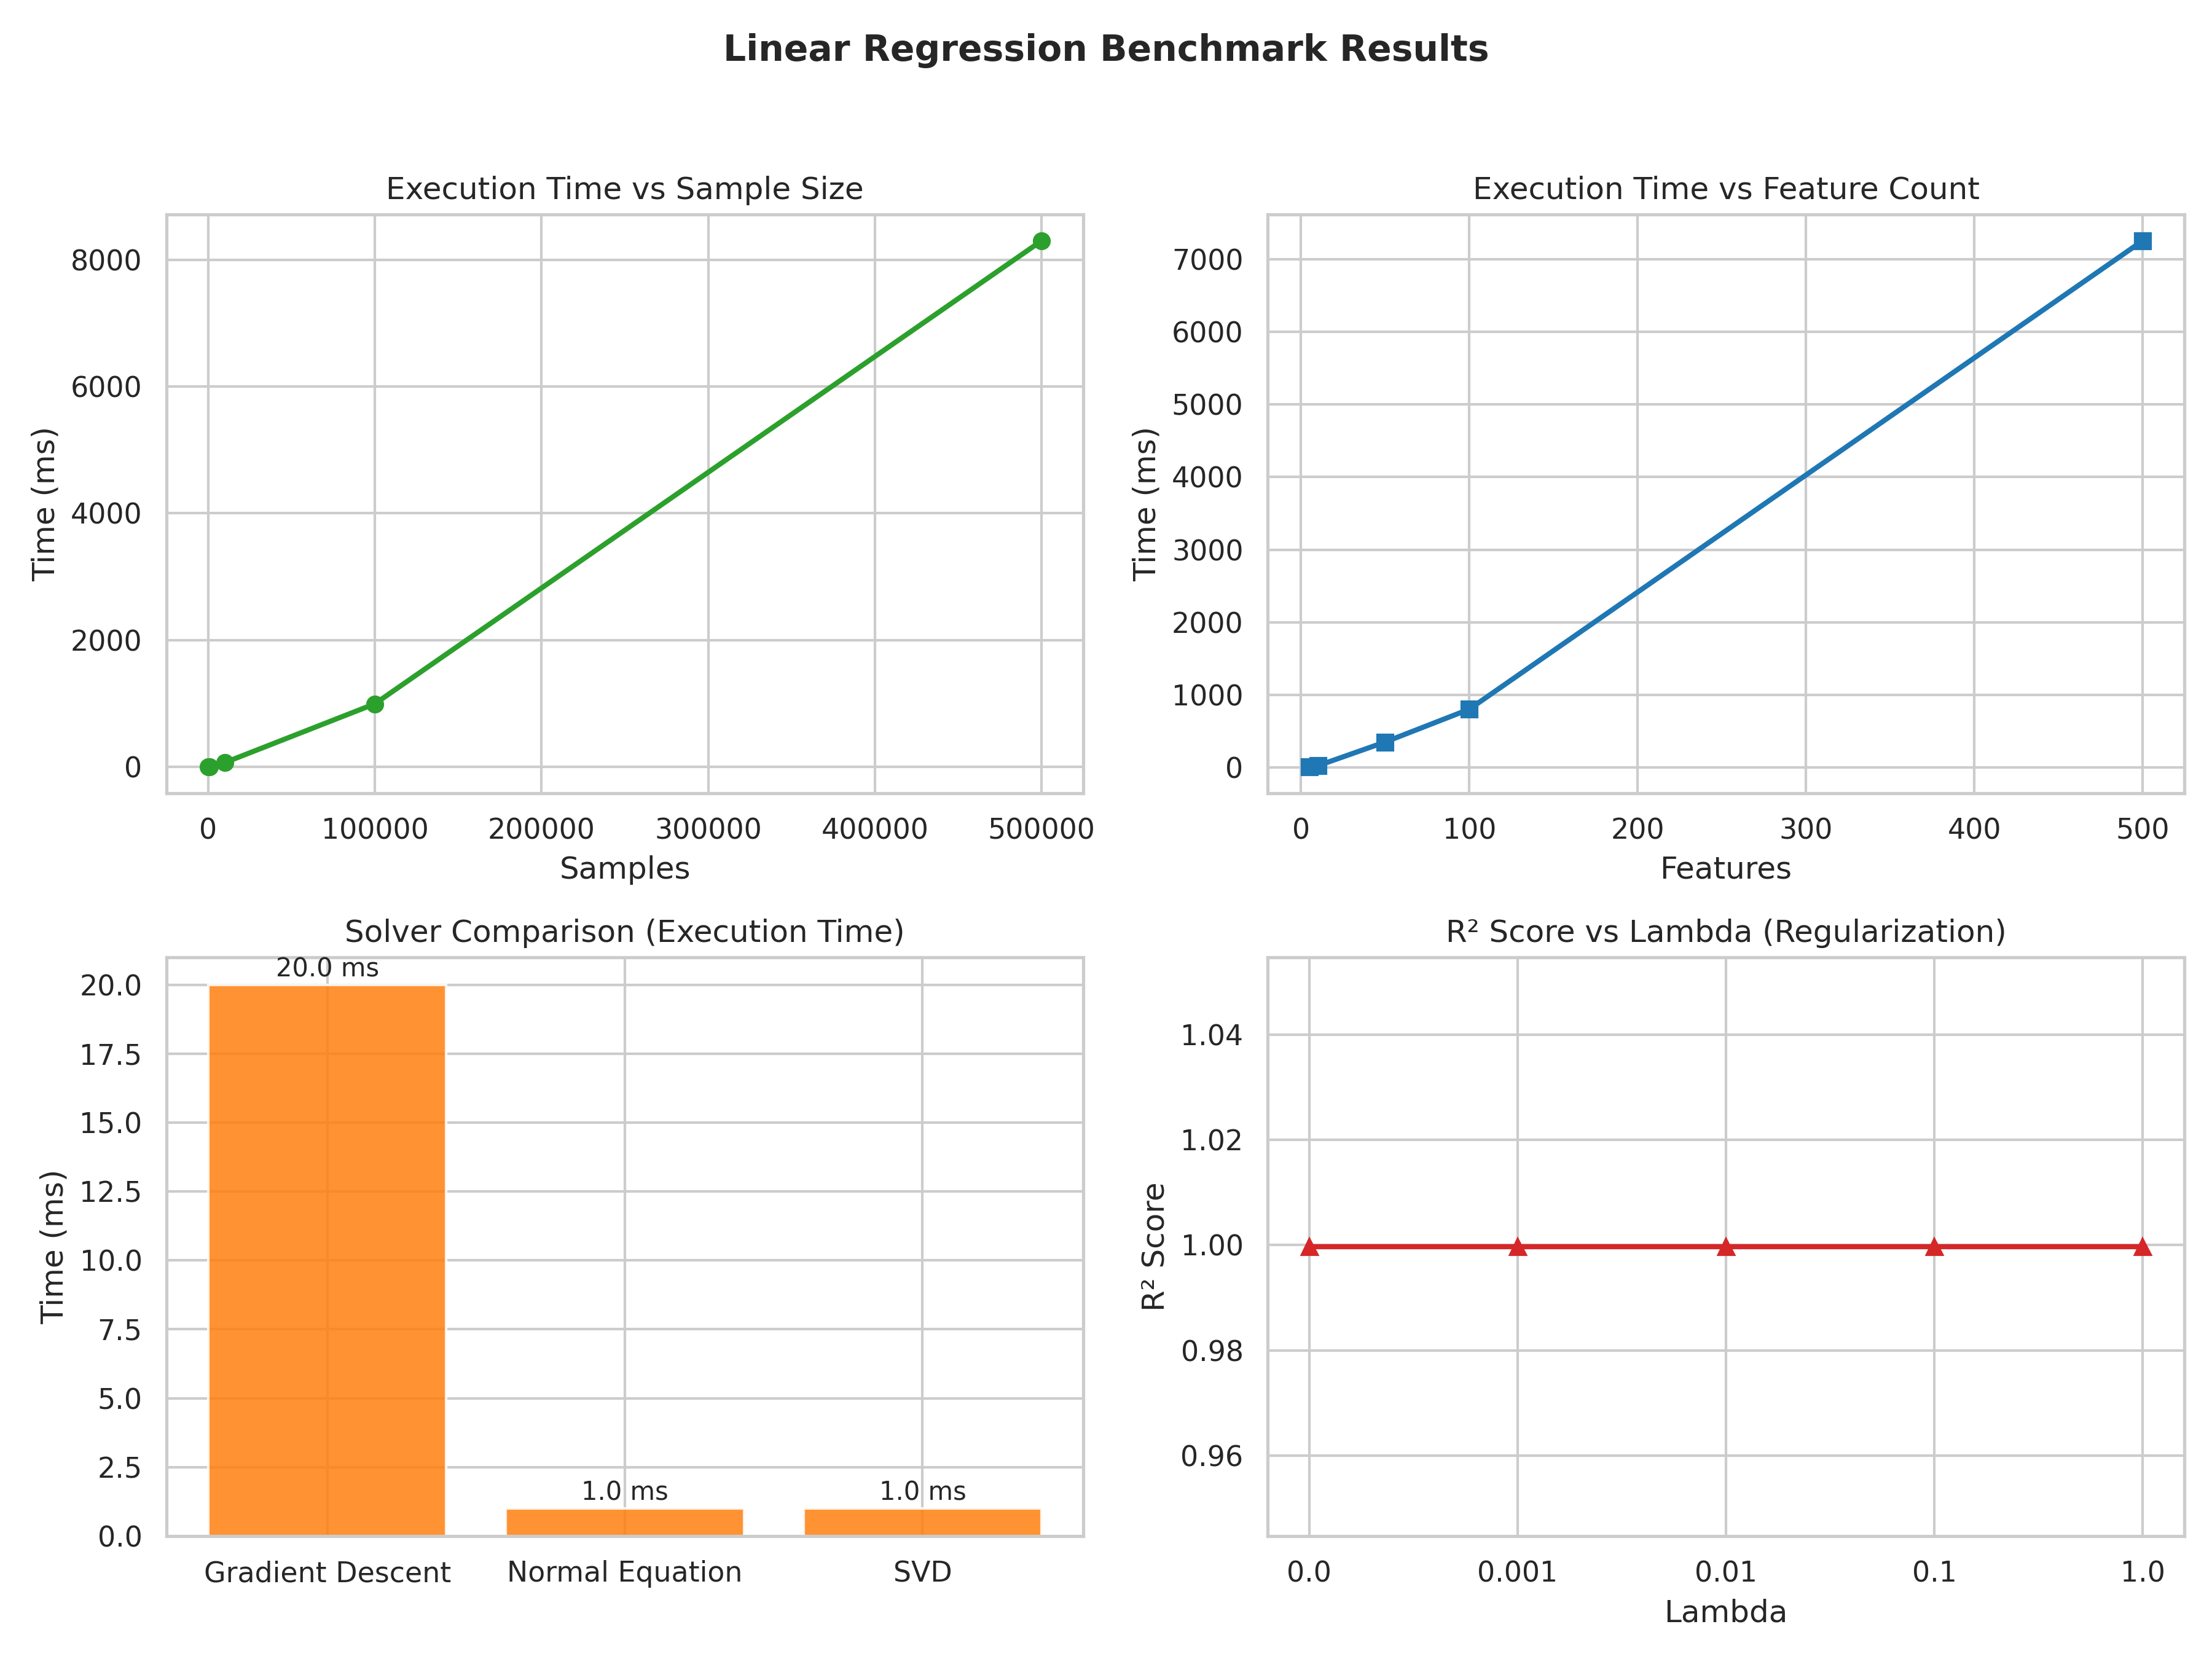 Linear Regression Benchmark Results
Execution Time vs Sample Size
Time (ms)
8000
6000
4000
2000
0
0 100000 200000 300000 400000 500000
Samples
Execution Time vs Feature Count
Time (ms)
7000
6000
5000
4000
3000
2000
1000
0
0 100 200 300 400 500
Features
Solver Comparison (Execution Time)
Time (ms)
20.0
17.5
15.0
12.5
10.0
7.5
5.0
2.5
0.0
20.0 ms
1.0 ms
1.0 ms
Gradient Descent Normal Equation SVD
R² Score vs Lambda (Regularization)
R² Score
1.04
1.02
1.00
0.98
0.96
0.0 0.001 0.01 0.1 1.0
Lambda